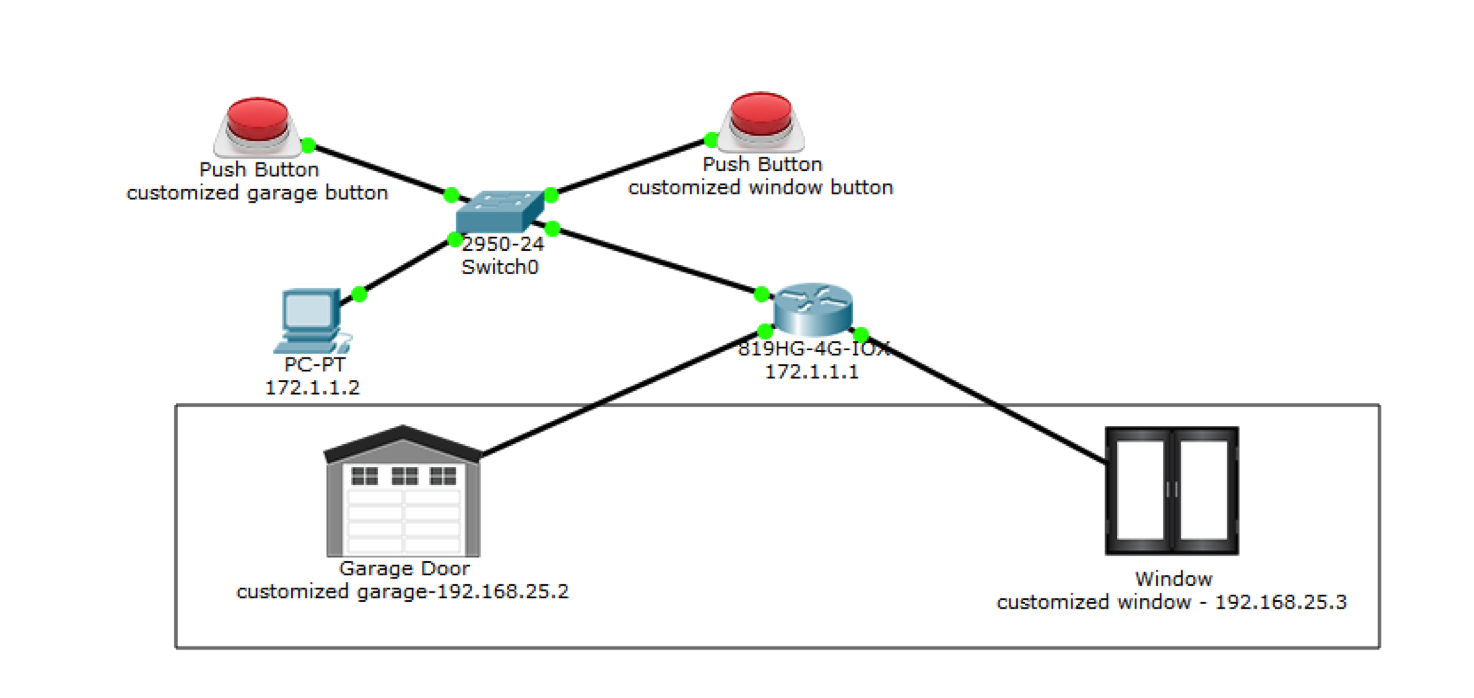 Push Button
customized garage button
Push Button
customized window button
2950-24
Switch0
PC-PT
172.1.1.2
819HG-4G-IOX
172.1.1.1
Garage Door
customized garage-192.168.25.2
Window
customized window - 192.168.25.3